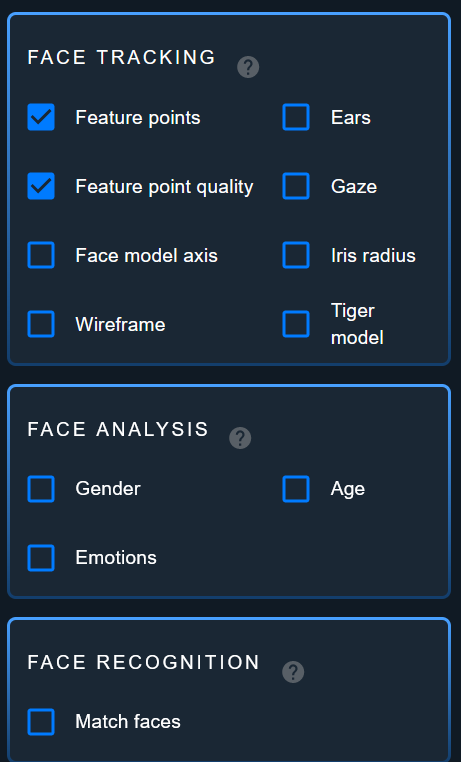 FACE TRACKING
?
Feature points
Ears
Feature point quality
Gaze
Face model axis
Iris radius
Wireframe
Tiger
model
FACE ANALYSIS
?
Gender
Age
Emotions
FACE RECOGNITION
?
Match faces